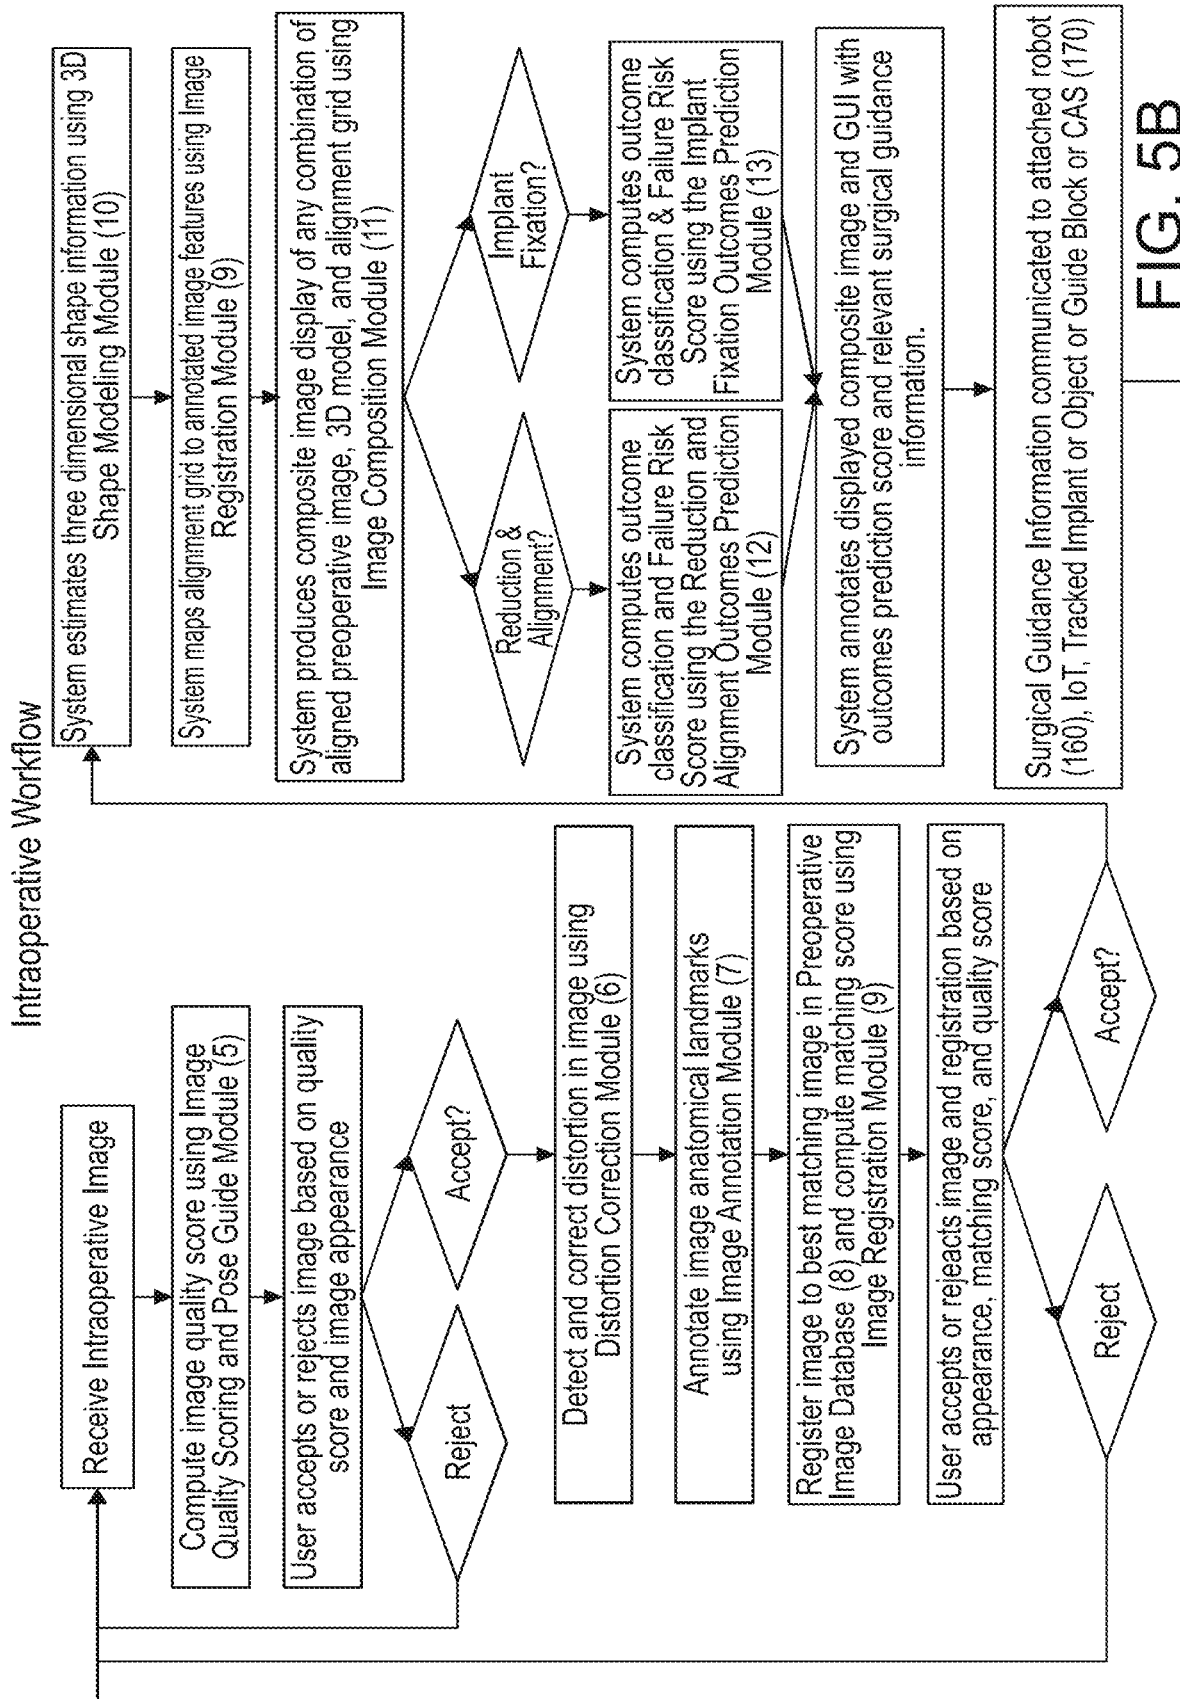 Intraoperative Workflow
Receive Intraoperative Image
Compute image quality score using Image
Quality Scoring and Pose Guide Module (5)
User accepts or rejects image based on quality
score and image appearance
Reject
Accept?
Detect and correct distortion in image using
Distortion Correction Module (6)
Annotate image anatomical landmarks
using Image Annotation Module (7)
Register image to best matching image in Preoperative
Image Database (8) and compute matching score using
Image Registration Module (9)
User accepts or rejeacts image and registration based on
appearance, matching score, and quality score
Reject
Accept?
System estimates three dimensional shape information using 3D
Shape Modeling Module (10)
System maps alignment grid to annotated image features using Image
Registration Module (9)
System produces composite image display of any combination of
aligned preoperative image, 3D model, and alignment grid using
Image Composition Module (11)
Reduction &
Alignment?
Implant
Fixation?
System computes outcome
classification and Failure Risk
Score using the Reduction and
Alignment Outcomes Prediction
Module (12)
System computes outcome
classification & Failure Risk
Score using the Implant
Fixation Outcomes Prediction
Module (13)
System annotates displayed composite image and GUI with
outcomes prediction score and relevant surgical guidance
information.
Surgical Guidance Information communicated to attached robot
(160), IoT, Tracked Implant or Object or Guide Block or CAS (170)
FIG. 5B